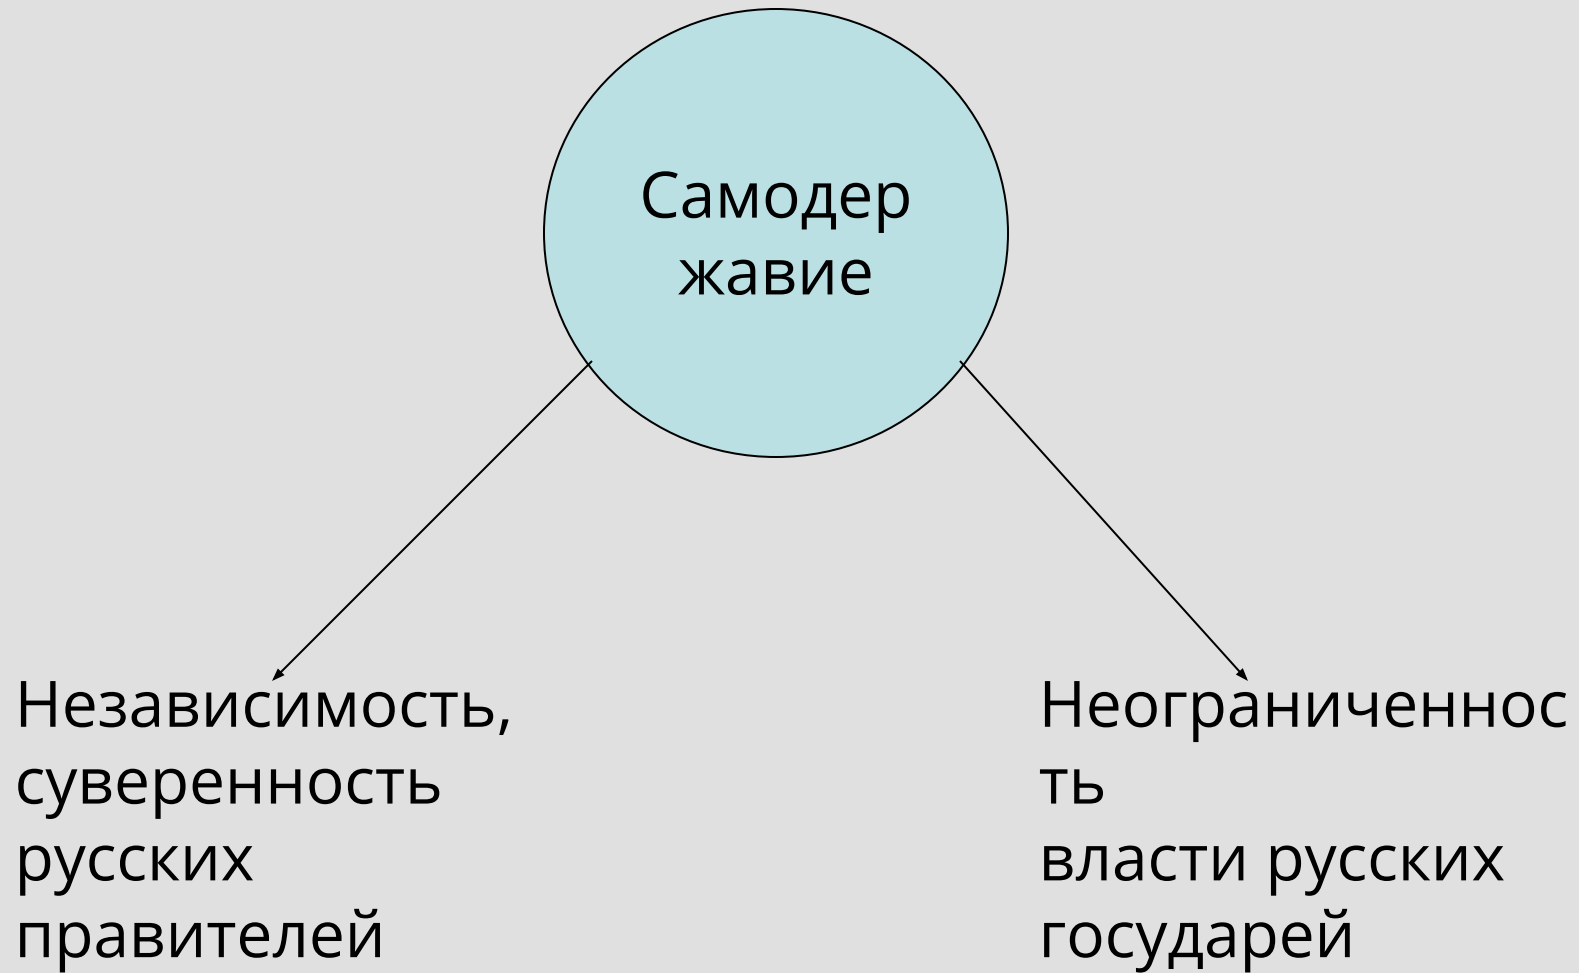 Самодер
жавие
Независимость,
суверенность
русских
правителей
Неограниченнос
ть
власти русских
государей